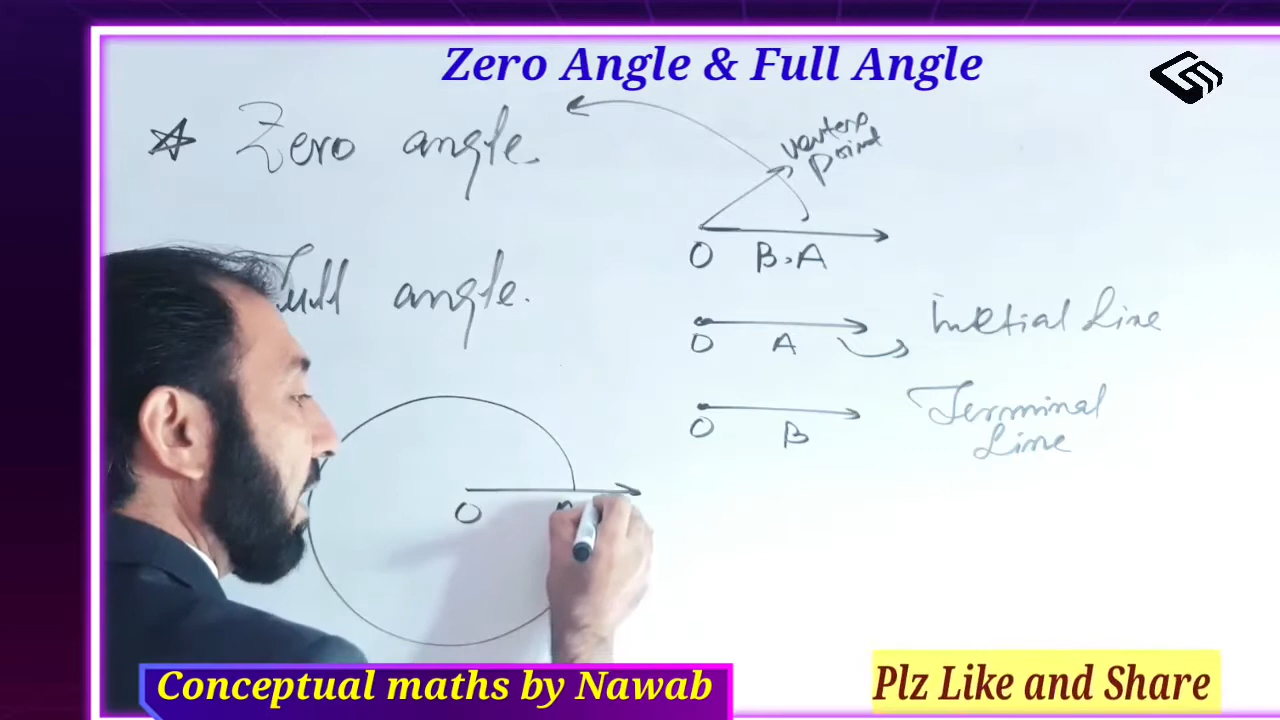 Zero Angle & Full Angle
Zero angle.
vertex
point
O B,A
Full angle.
O A
Initial Line
O B
Terminal
Line
O
Conceptual maths by Nawab
Plz Like and Share